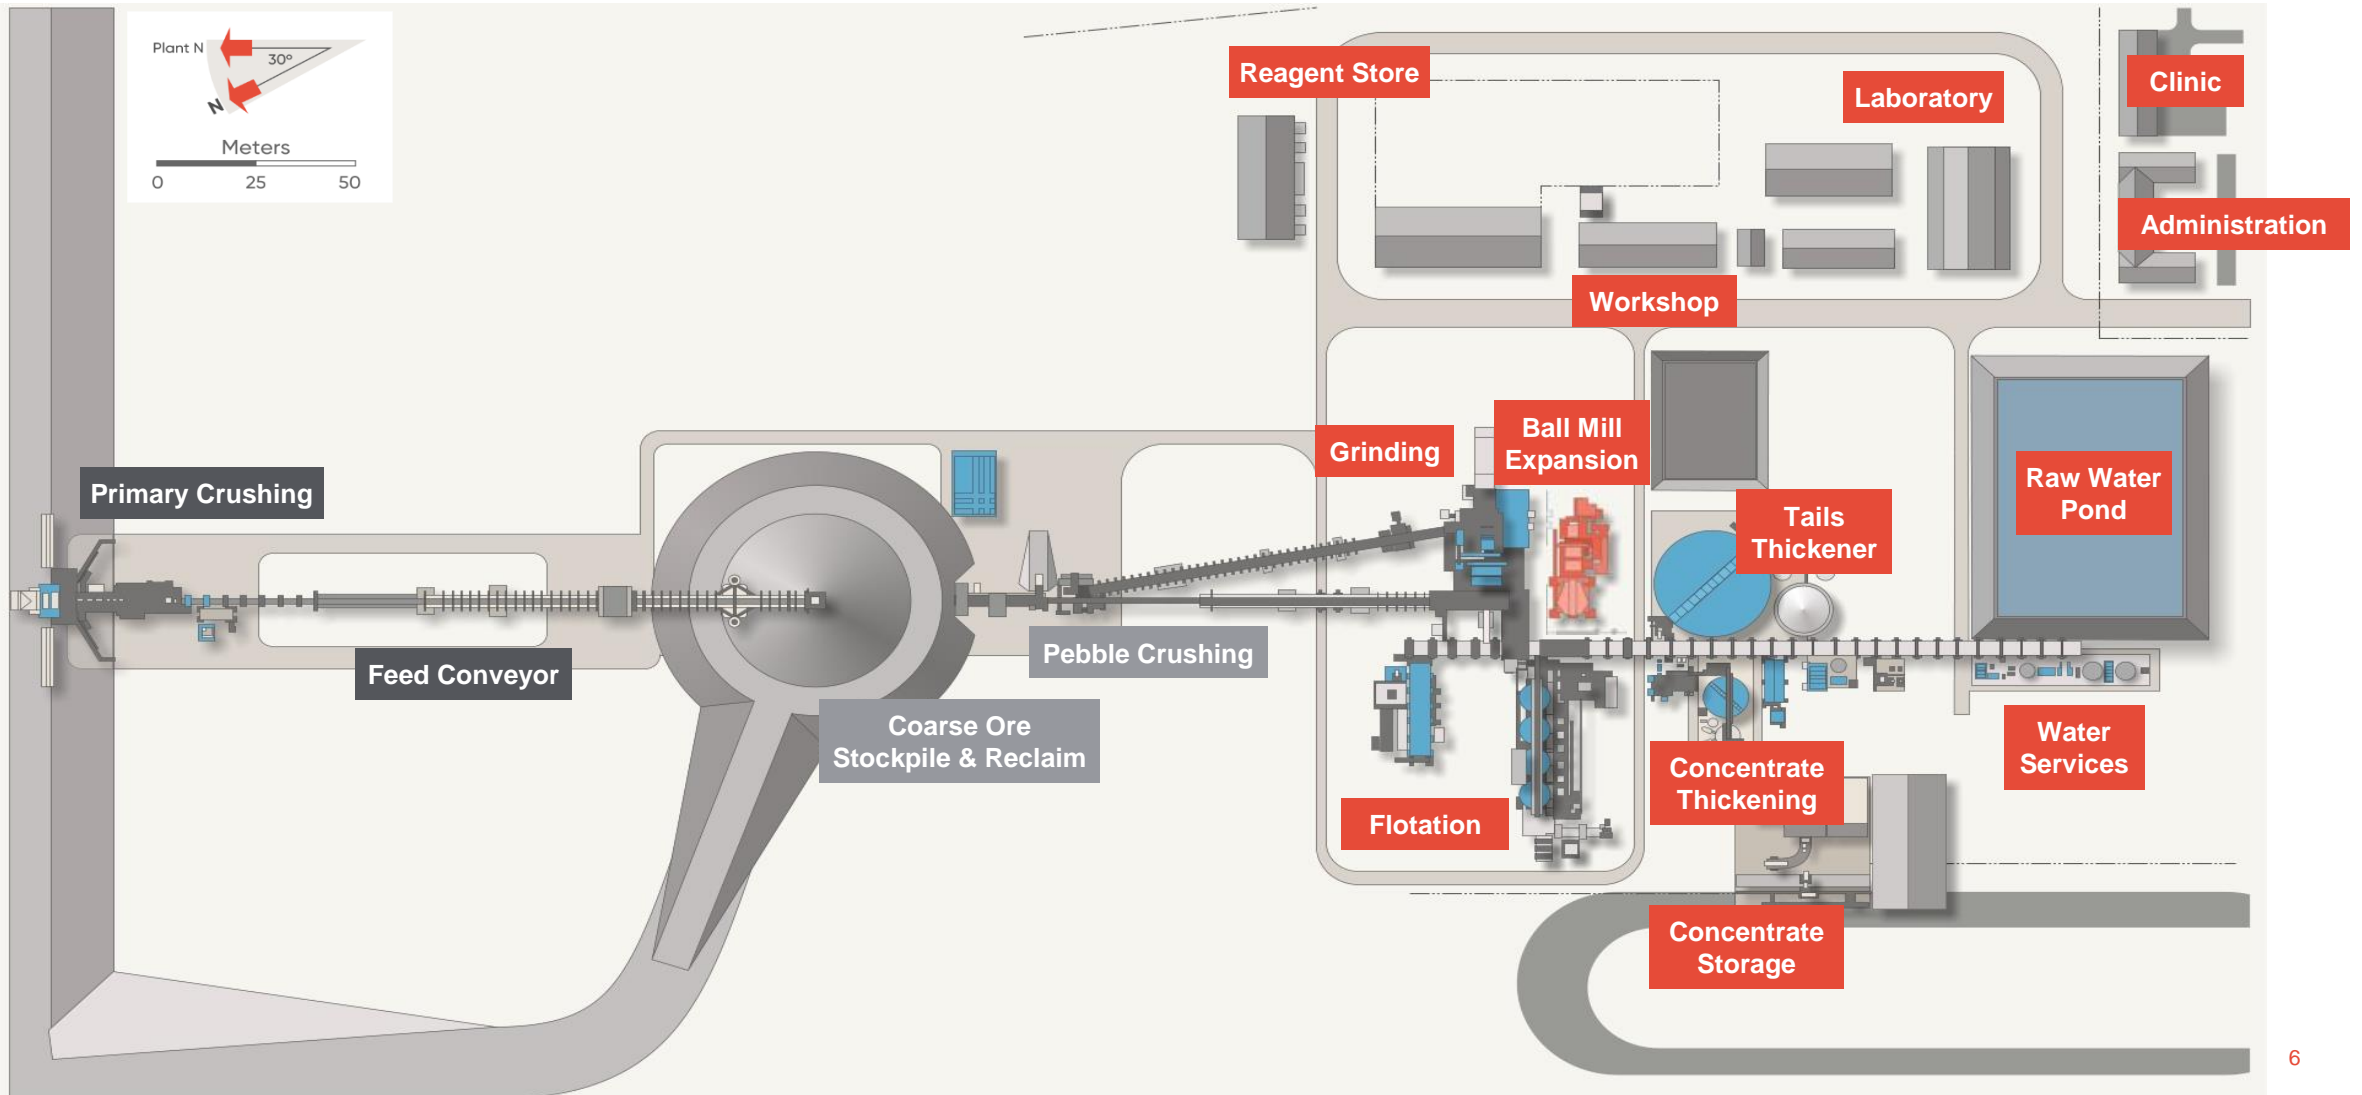 Plant N
30°
N
Meters
0 25 50
Reagent Store
Laboratory
Clinic
Administration
Workshop
Grinding
Ball Mill
Expansion
Raw Water
Pond
Primary Crushing
Tails
Thickener
Feed Conveyor
Pebble Crushing
Coarse Ore
Stockpile & Reclaim
Water
Services
Concentrate
Thickening
Flotation
Concentrate
Storage
6